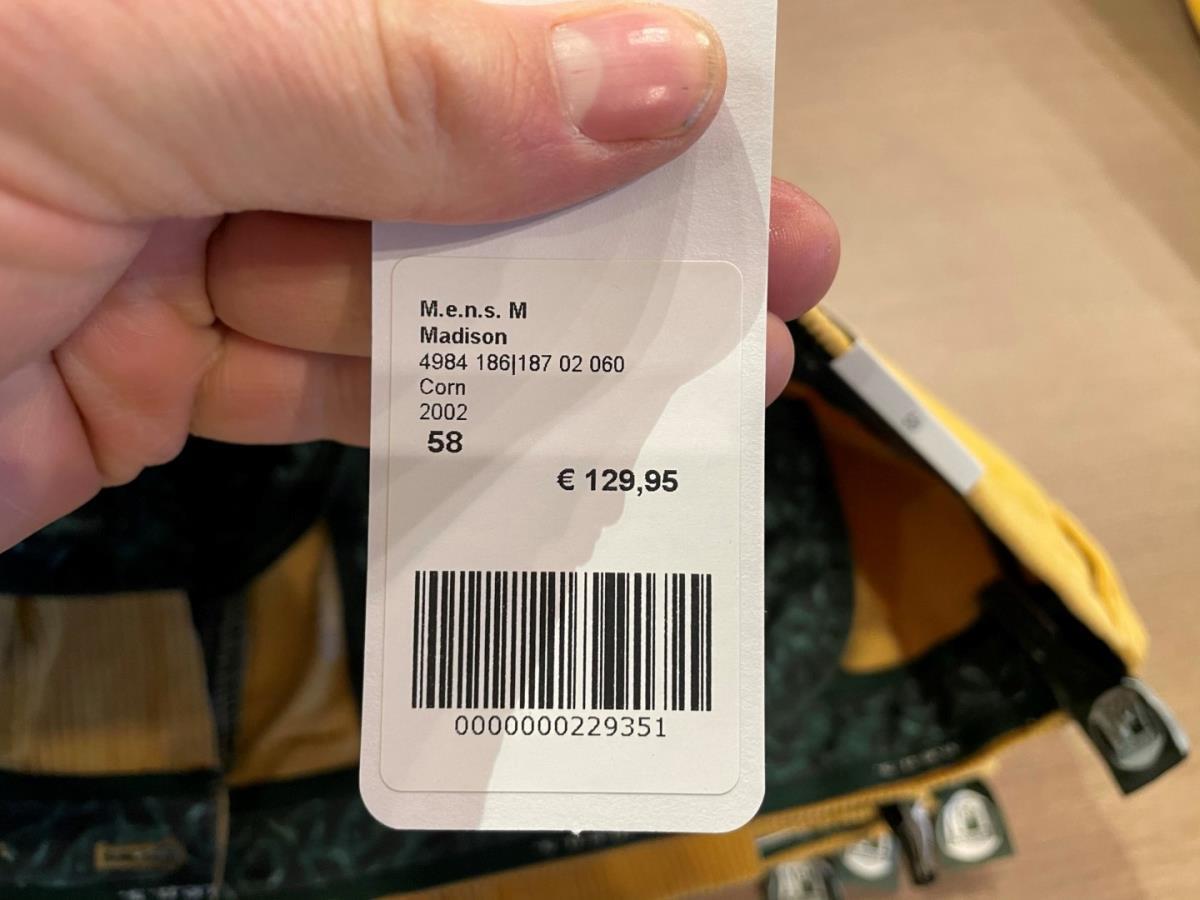 M.e.n.s. M
Madison
4984 186|187 02 060
Corn
2002
58
€ 129,95
0000000229351